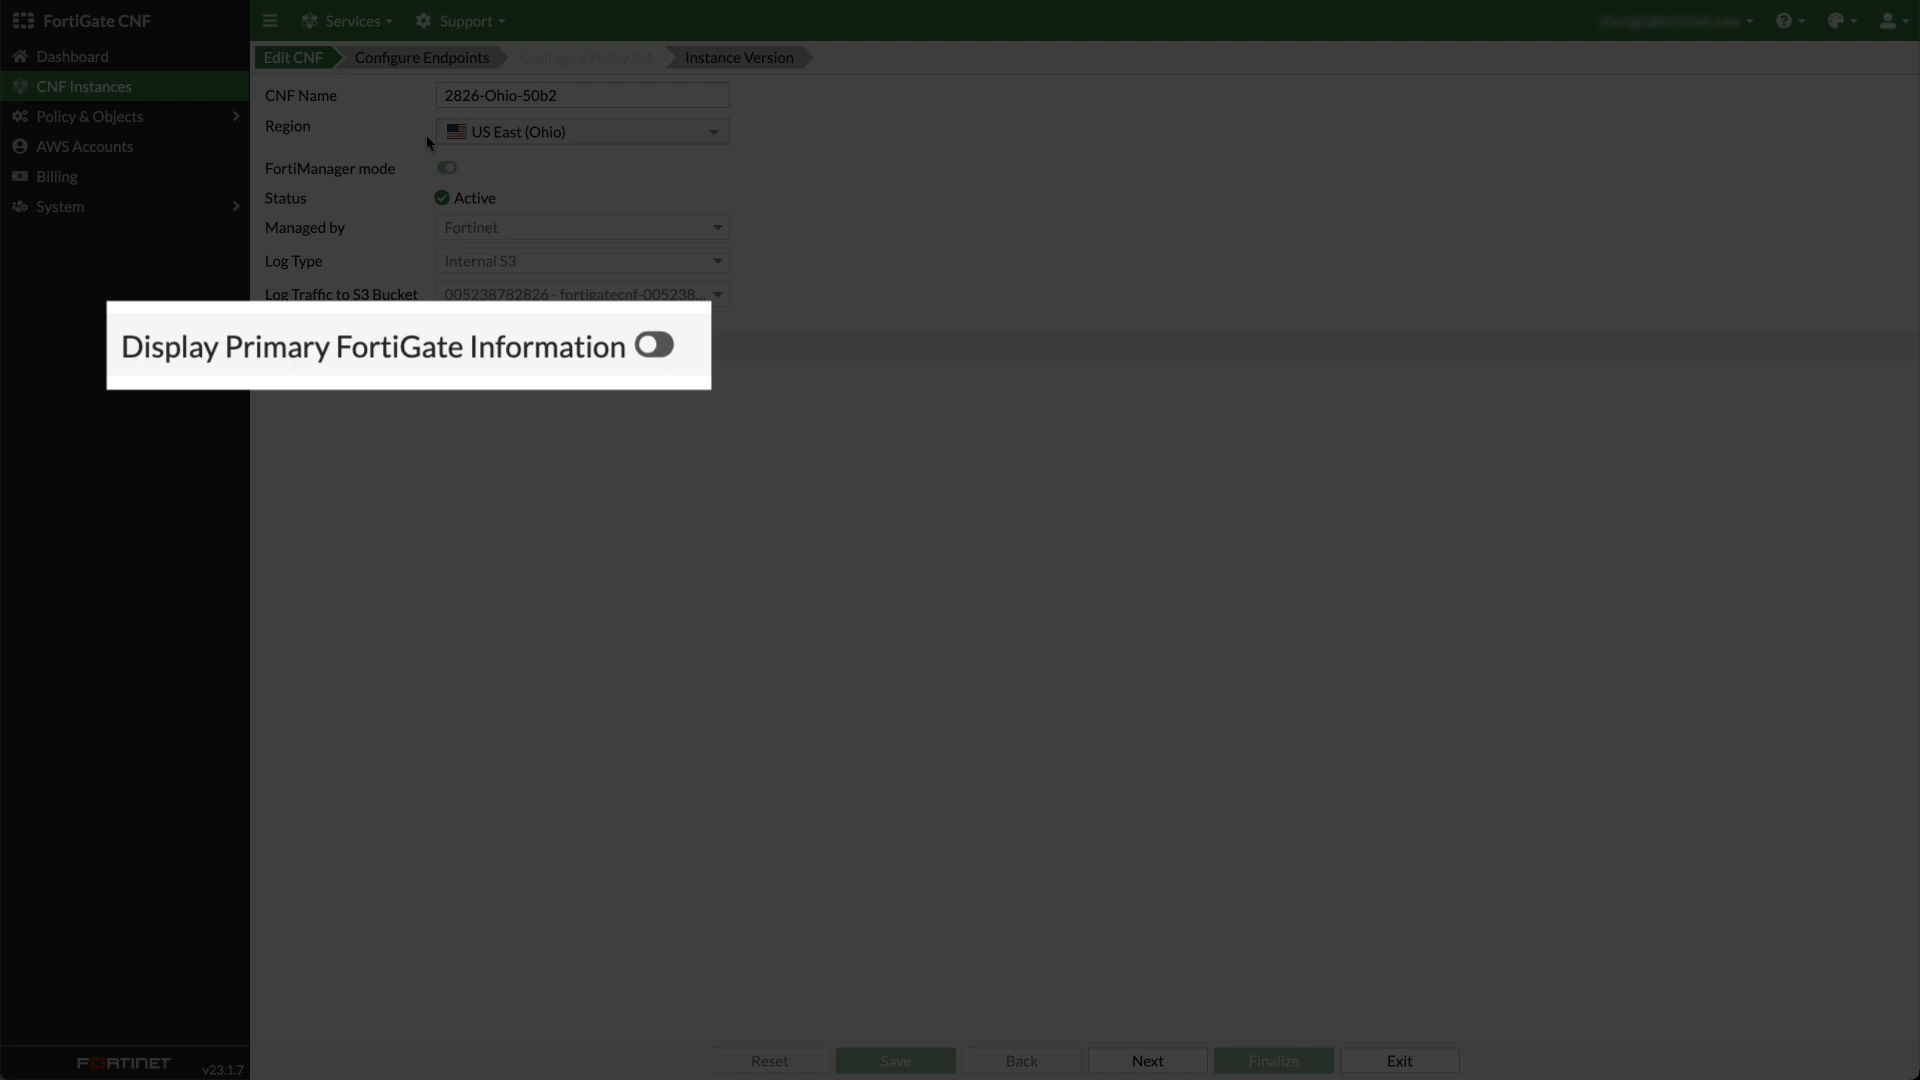 FortiGate CNF
Services
Support
Dashboard
CNF Instances
Policy & Objects
AWS Accounts
Billing
System
Edit CNF
Configure Endpoints
Configure Policy Set
Instance Version
CNF Name
2826-Ohio-50b2
Region
US East (Ohio)
FortiManager mode
Status
Active
Managed by
Fortinet
Log Type
Internal S3
Log Traffic to S3 Bucket
005238782826 - fortigatecnf-005238...
Display Primary FortiGate Information
FORTINET
v23.1.7
Reset
Save
Back
Next
Finalize
Exit